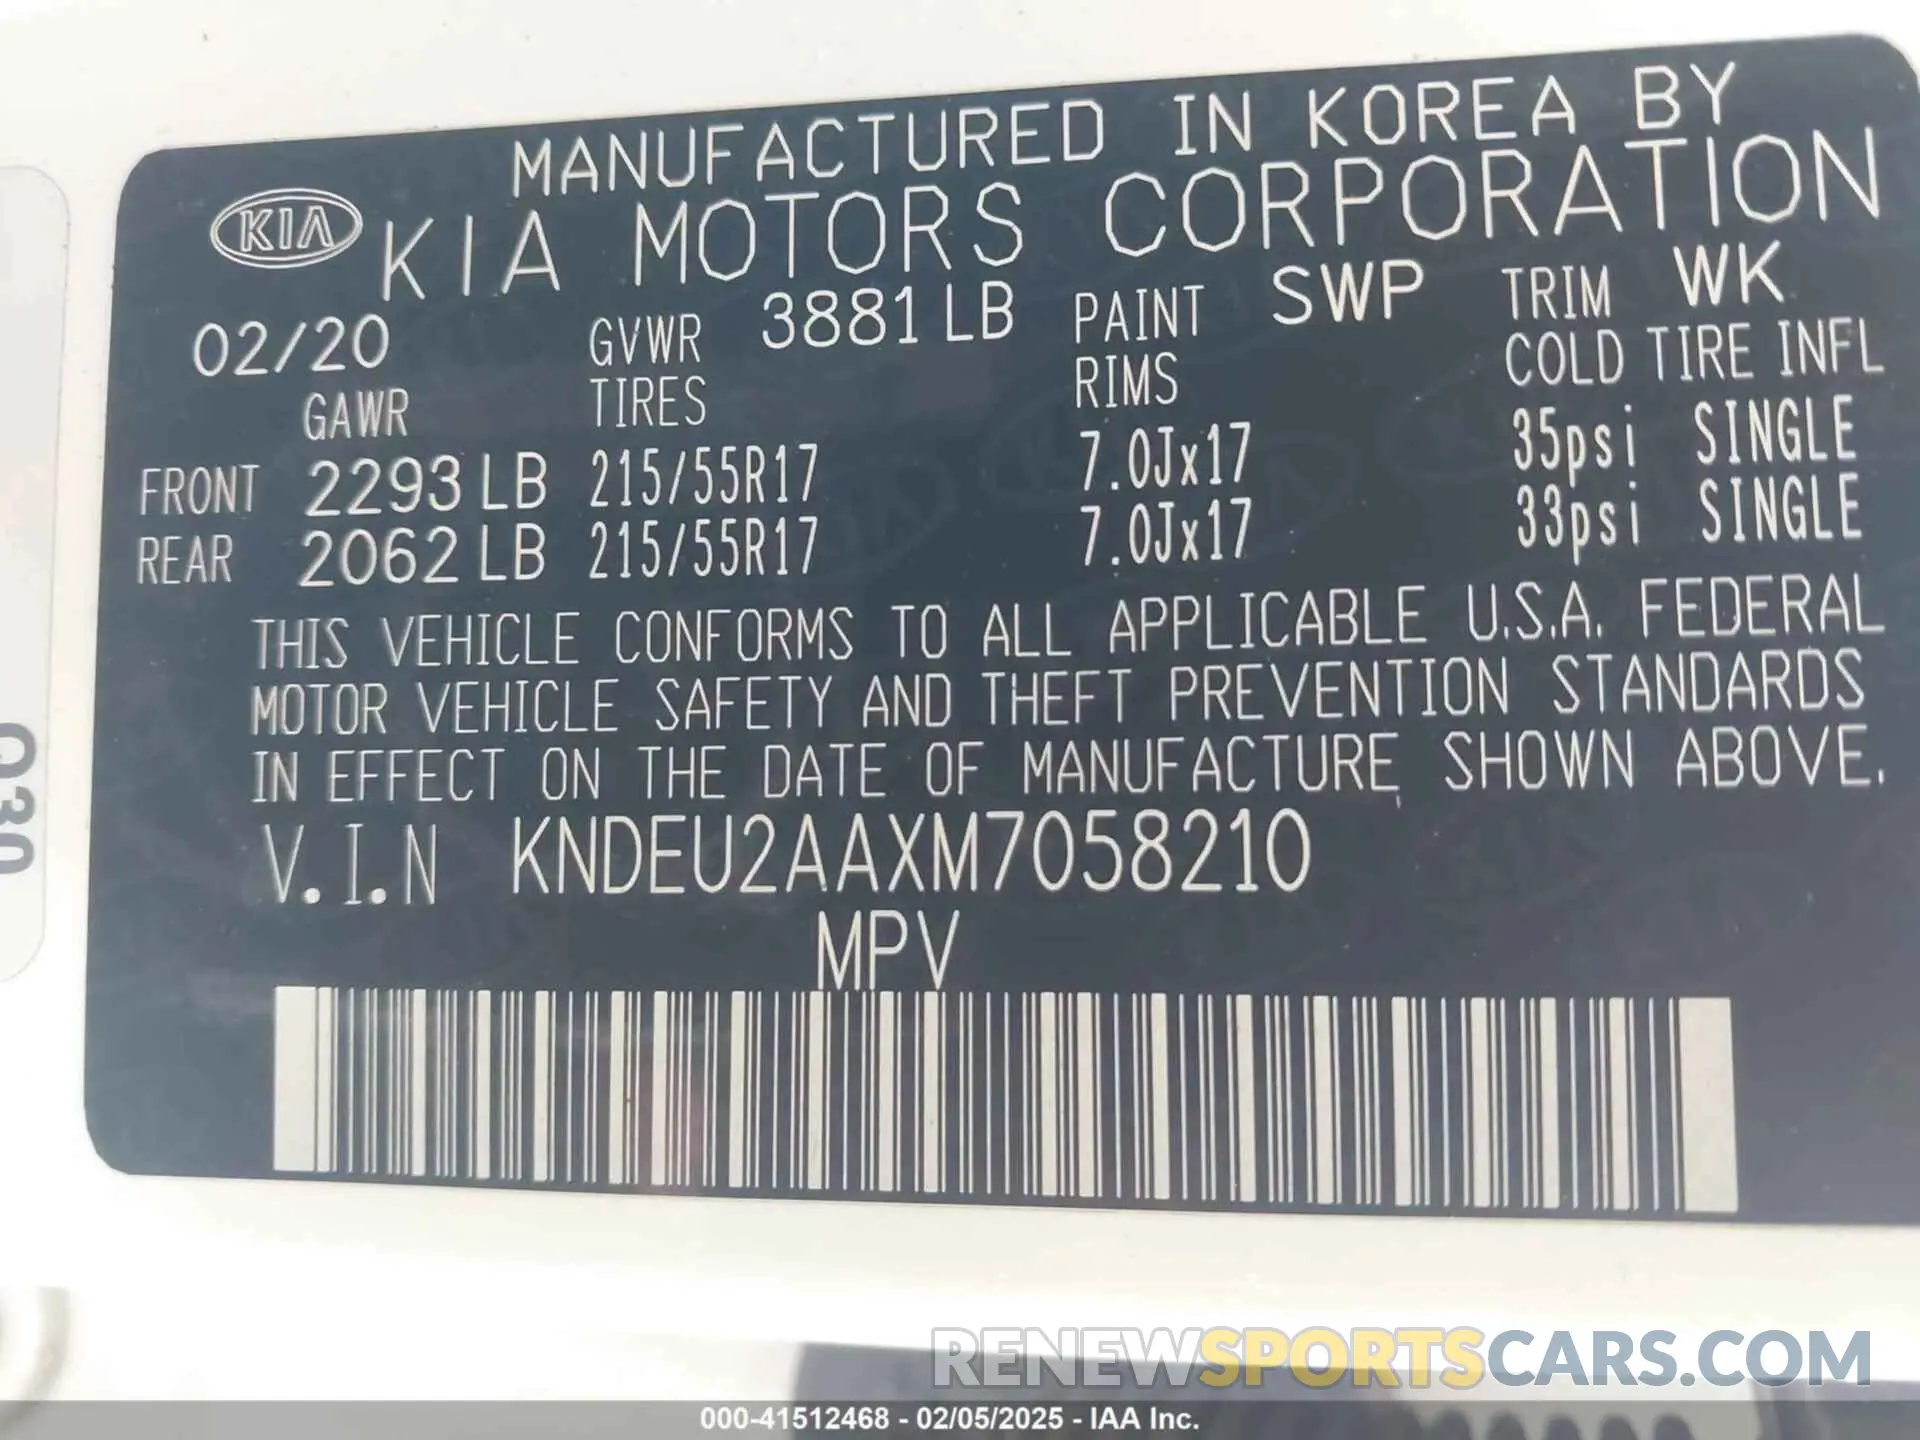 MANUFACTURED IN KOREA BY
KIA KIA MOTORS CORPORATION
02/20 GVWR 3881 LB PAINT SWP TRIM WK
GAWR TIRES RIMS COLD TIRE INFL
FRONT 2293 LB 215/55R17 7.0Jx17 35psi SINGLE
REAR 2062 LB 215/55R17 7.0Jx17 33psi SINGLE
THIS VEHICLE CONFORMS TO ALL APPLICABLE U.S.A. FEDERAL
MOTOR VEHICLE SAFETY AND THEFT PREVENTION STANDARDS
IN EFFECT ON THE DATE OF MANUFACTURE SHOWN ABOVE.
V.I.N KNDEU2AAXM7058210
MPV
RENEWSPORTSCARS.COM
000-41512468 - 02/05/2025 - IAA Inc.